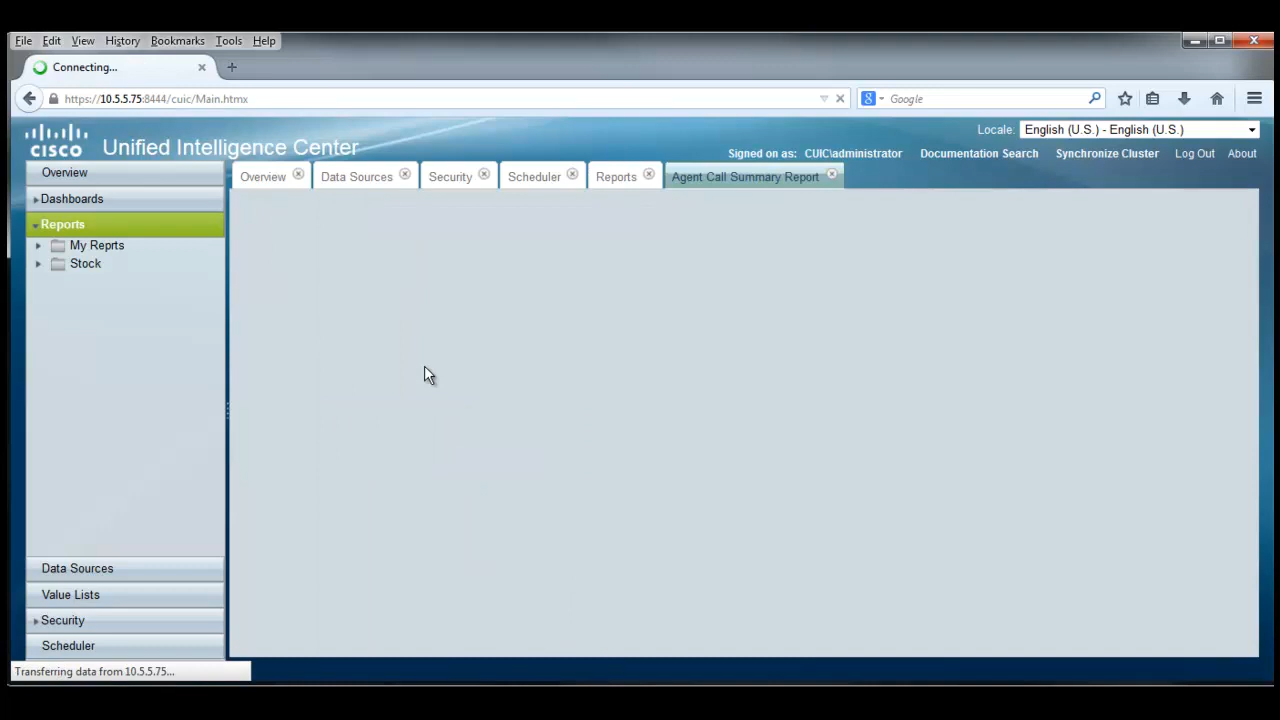 File Edit View History Bookmarks Tools Help
Connecting...
https://10.5.5.75:8444/cuic/Main.htmx
Google
Locale: English (U.S.) - English (U.S.)
CISCO Unified Intelligence Center
Signed on as: CUIC\administrator Documentation Search Synchronize Cluster Log Out About
Overview Data Sources Security Scheduler Reports Agent Call Summary Report
Overview
Dashboards
Reports
My Reprts
Stock
Data Sources
Value Lists
Security
Scheduler
Transferring data from 10.5.5.75...